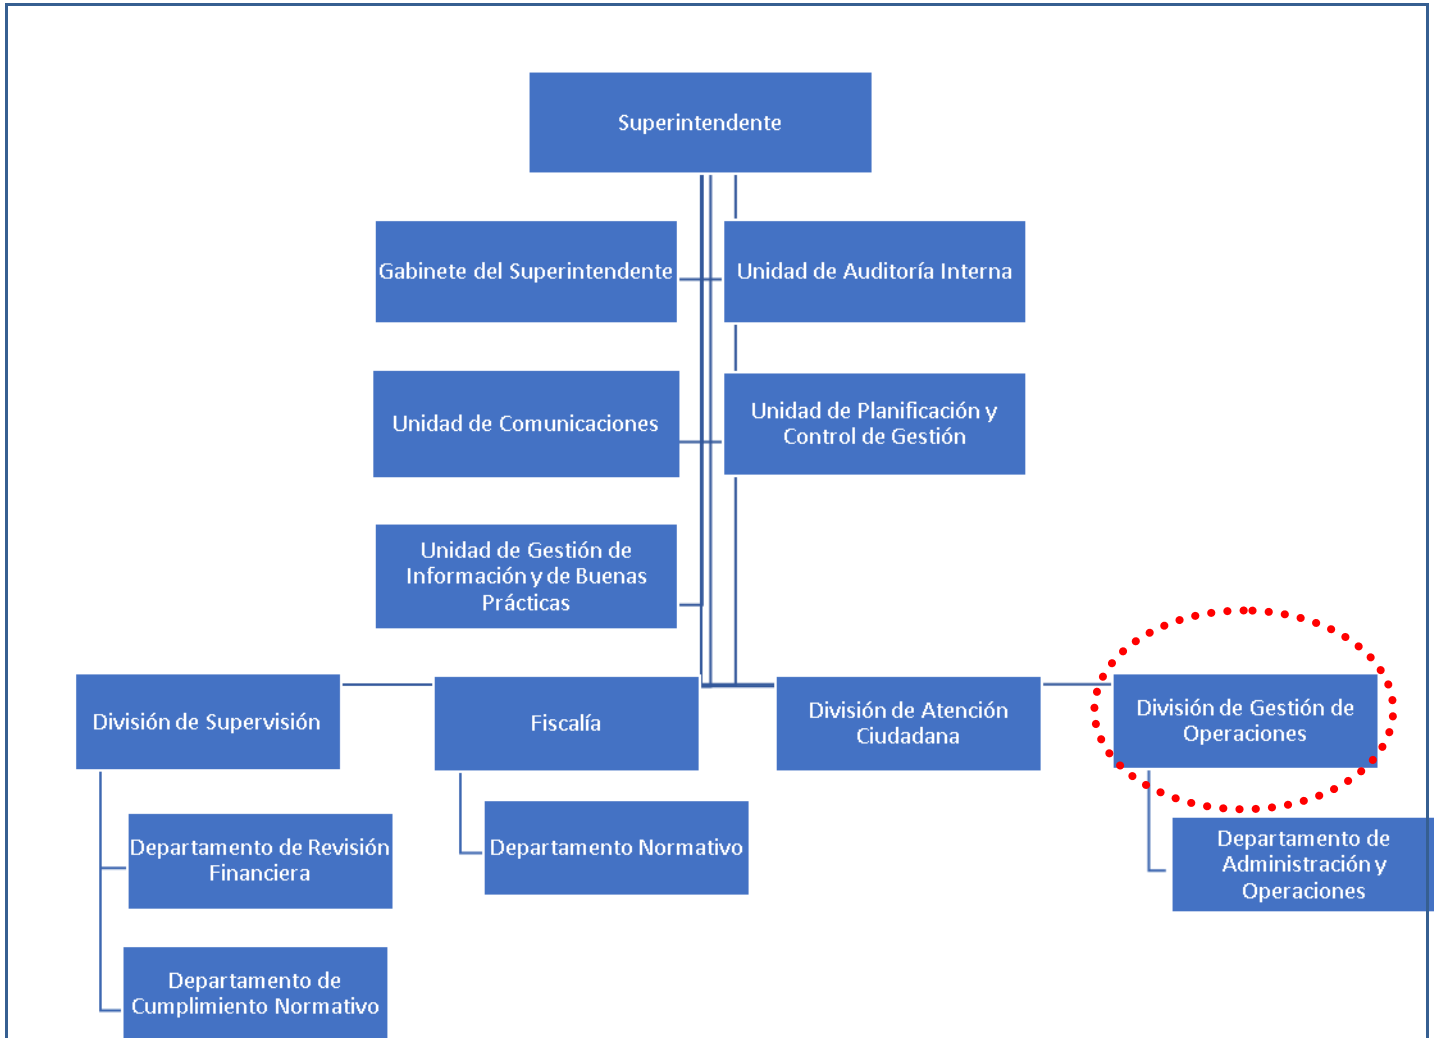 Superintendente
Gabinete del Superintendente
Unidad de Auditoría Interna
Unidad de Comunicaciones
Unidad de Planificación y
Control de Gestión
Unidad de Gestión de
Información y de Buenas
Prácticas
División de Supervisión
Fiscalía
División de Atención
Ciudadana
División de Gestión de
Operaciones
Departamento de Revisión
Financiera
Departamento Normativo
Departamento de
Administración y
Operaciones
Departamento de
Cumplimiento Normativo